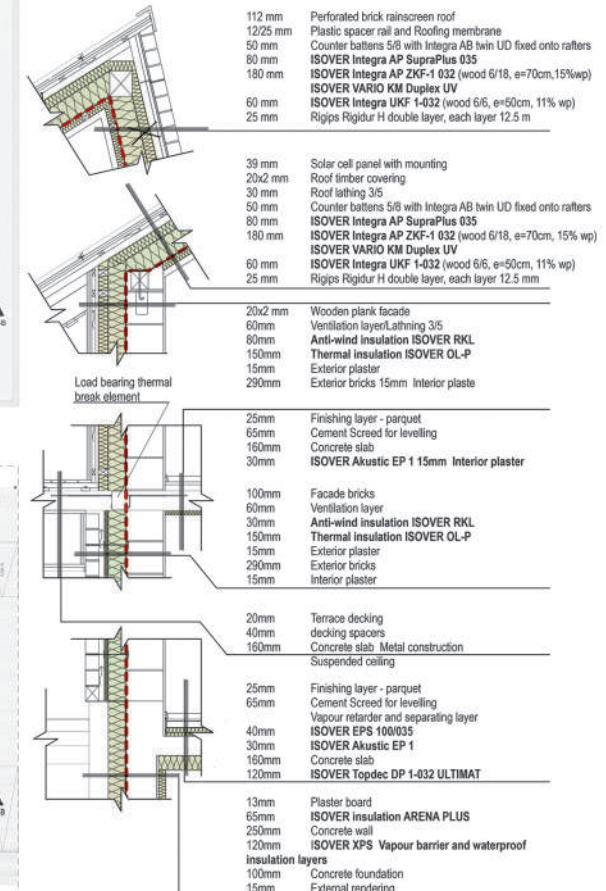 112 mm Perforated brick rainscreen roof
12/25 mm Plastic spacer rail and Roofing membrane
50 mm Counter battens 5/8 with Integra AB twin UD fixed onto rafters
80 mm ISOVER Integra AP SupraPlus 035
180 mm ISOVER Integra AP ZKF-1 032 (wood 6/18, e=70cm,15%wp)
ISOVER VARIO KM Duplex UV
60 mm ISOVER Integra UKF 1-032 (wood 6/6, e=50cm, 11% wp)
25 mm Rigips Rigidur H double layer, each layer 12.5 m
39 mm Solar cell panel with mounting
20x2 mm Roof timber covering
30 mm Roof lathing 3/5
50 mm Counter battens 5/8 with Integra AB twin UD fixed onto rafters
80 mm ISOVER Integra AP SupraPlus 035
180 mm ISOVER Integra AP ZKF-1 032 (wood 6/18, e=70cm, 15% wp)
ISOVER VARIO KM Duplex UV
60 mm ISOVER Integra UKF 1-032 (wood 6/6, e=50cm, 11% wp)
25 mm Rigips Rigidur H double layer, each layer 12.5 mm
20x2 mm Wooden plank facade
60mm Ventilation layer/Lathning 3/5
80mm Anti-wind insulation ISOVER RKL
150mm Thermal insulation ISOVER OL-P
15mm Exterior plaster
290mm Exterior bricks 15mm Interior plaste
Load bearing thermal
break element
25mm Finishing layer - parquet
65mm Cement Screed for levelling
160mm Concrete slab
30mm ISOVER Akustic EP 1 15mm Interior plaster
100mm Facade bricks
60mm Ventilation layer
30mm Anti-wind insulation ISOVER RKL
150mm Thermal insulation ISOVER OL-P
15mm Exterior plaster
290mm Exterior bricks
15mm Interior plaster
20mm Terrace decking
40mm decking spacers
160mm Concrete slab Metal construction
Suspended ceiling
25mm Finishing layer - parquet
65mm Cement Screed for levelling
Vapour retarder and separating layer
40mm ISOVER EPS 100/035
30mm ISOVER Akustic EP 1
160mm Concrete slab
120mm ISOVER Topdec DP 1-032 ULTIMAT
13mm Plaster board
65mm ISOVER insulation ARENA PLUS
250mm Concrete wall
120mm ISOVER XPS Vapour barrier and waterproof
insulation layers
100mm Concrete foundation
15mm External rendering